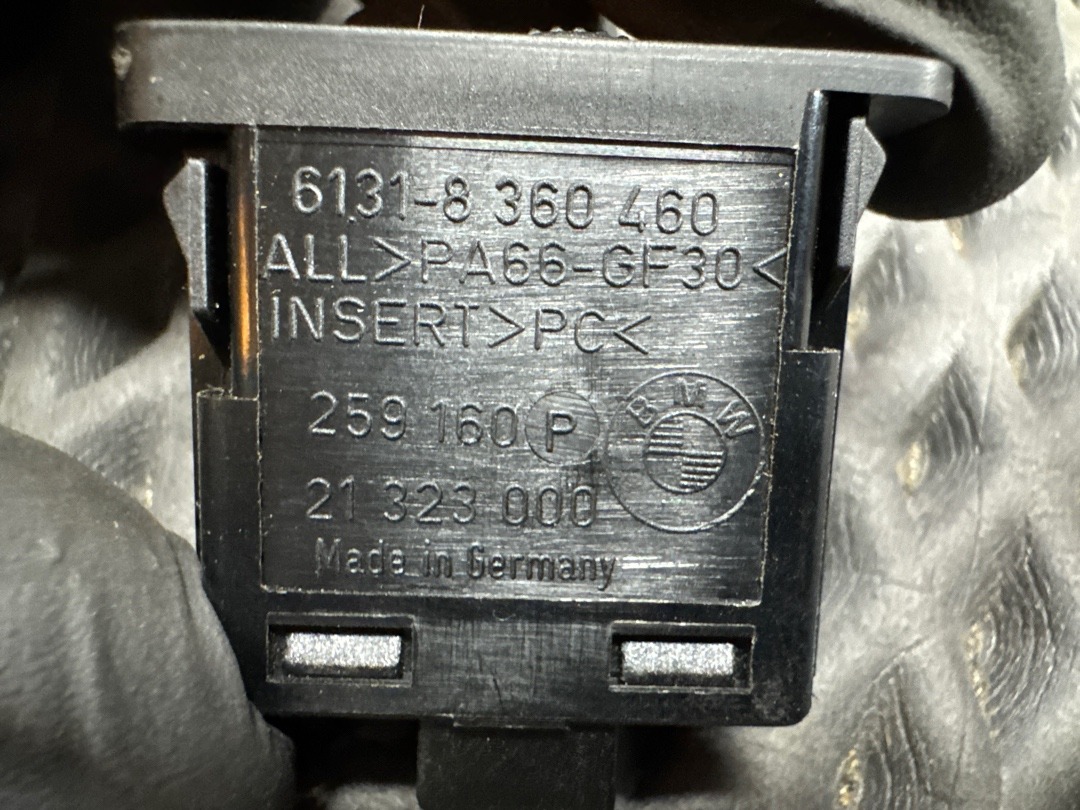 6131-8 360 460
ALL>PA66-GF30<
INSERT>PC<
259 160 P
BMW
21 323 000
Made in Germany